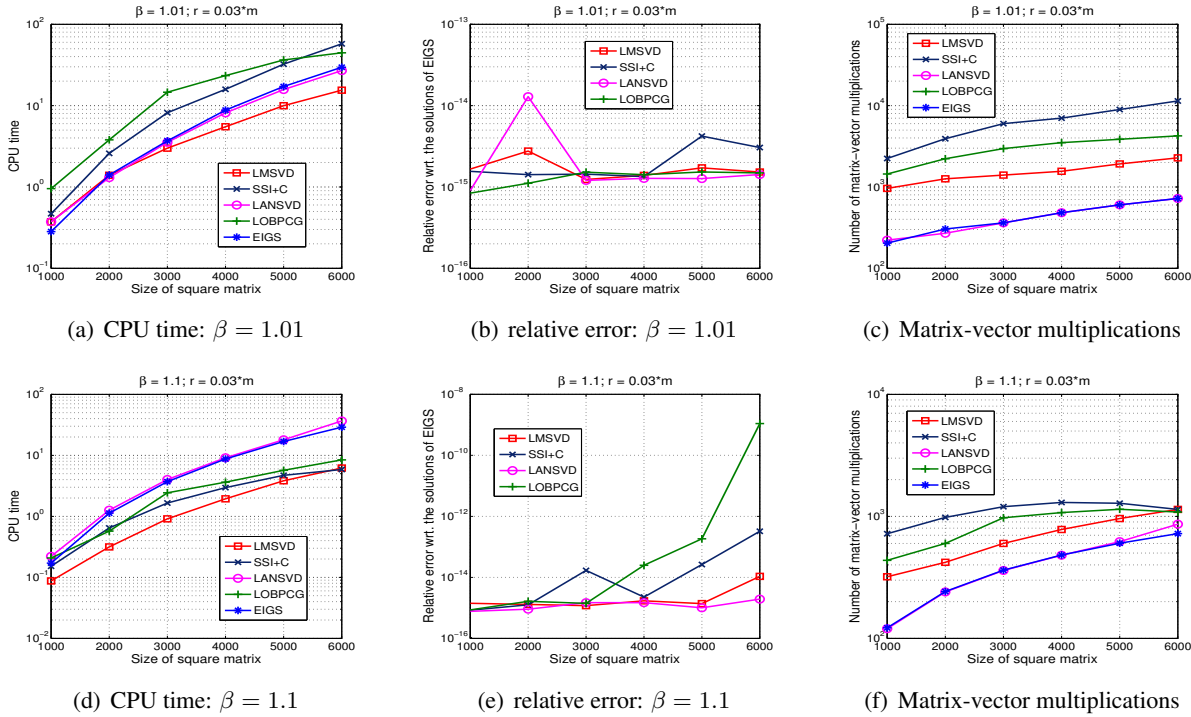 β = 1.01; r = 0.03*m
CPU time
10^2
10^1
10^0
10^-1
LMSVD
SSI+C
LANSVD
LOBPCG
EIGS
1000 2000 3000 4000 5000 6000
Size of square matrix
(a) CPU time: β = 1.01
β = 1.01; r = 0.03*m
Relative error wrt. the solutions of EIGS
10^-13
10^-14
10^-15
10^-16
LMSVD
SSI+C
LANSVD
LOBPCG
1000 2000 3000 4000 5000 6000
Size of square matrix
(b) relative error: β = 1.01
β = 1.01; r = 0.03*m
Number of matrix-vector multiplications
10^5
10^4
10^3
10^2
LMSVD
SSI+C
LANSVD
LOBPCG
EIGS
1000 2000 3000 4000 5000 6000
Size of square matrix
(c) Matrix-vector multiplications
β = 1.1; r = 0.03*m
CPU time
10^2
10^1
10^0
10^-1
10^-2
LMSVD
SSI+C
LANSVD
LOBPCG
EIGS
1000 2000 3000 4000 5000 6000
Size of square matrix
(d) CPU time: β = 1.1
β = 1.1; r = 0.03*m
Relative error wrt. the solutions of EIGS
10^-8
10^-10
10^-12
10^-14
10^-16
LMSVD
SSI+C
LANSVD
LOBPCG
1000 2000 3000 4000 5000 6000
Size of square matrix
(e) relative error: β = 1.1
β = 1.1; r = 0.03*m
Number of matrix-vector multiplications
10^4
10^3
10^2
LMSVD
SSI+C
LANSVD
LOBPCG
EIGS
1000 2000 3000 4000 5000 6000
Size of square matrix
(f) Matrix-vector multiplications